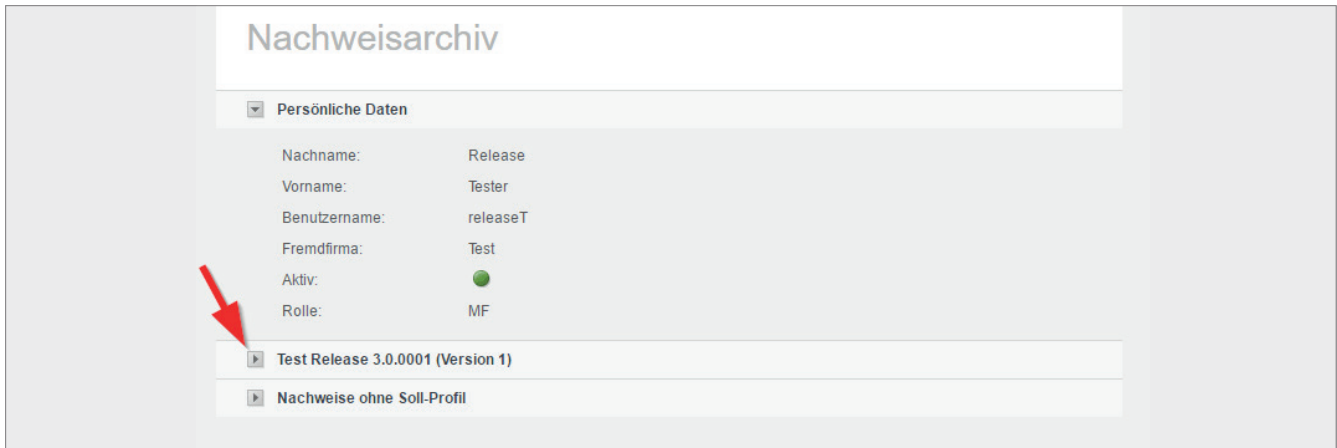 Nachweisarchiv
Persönliche Daten
Nachname: Release
Vorname: Tester
Benutzername: releaseT
Fremdfirma: Test
Aktiv:
Rolle: MF
Test Release 3.0.0001 (Version 1)
Nachweise ohne Soll-Profil